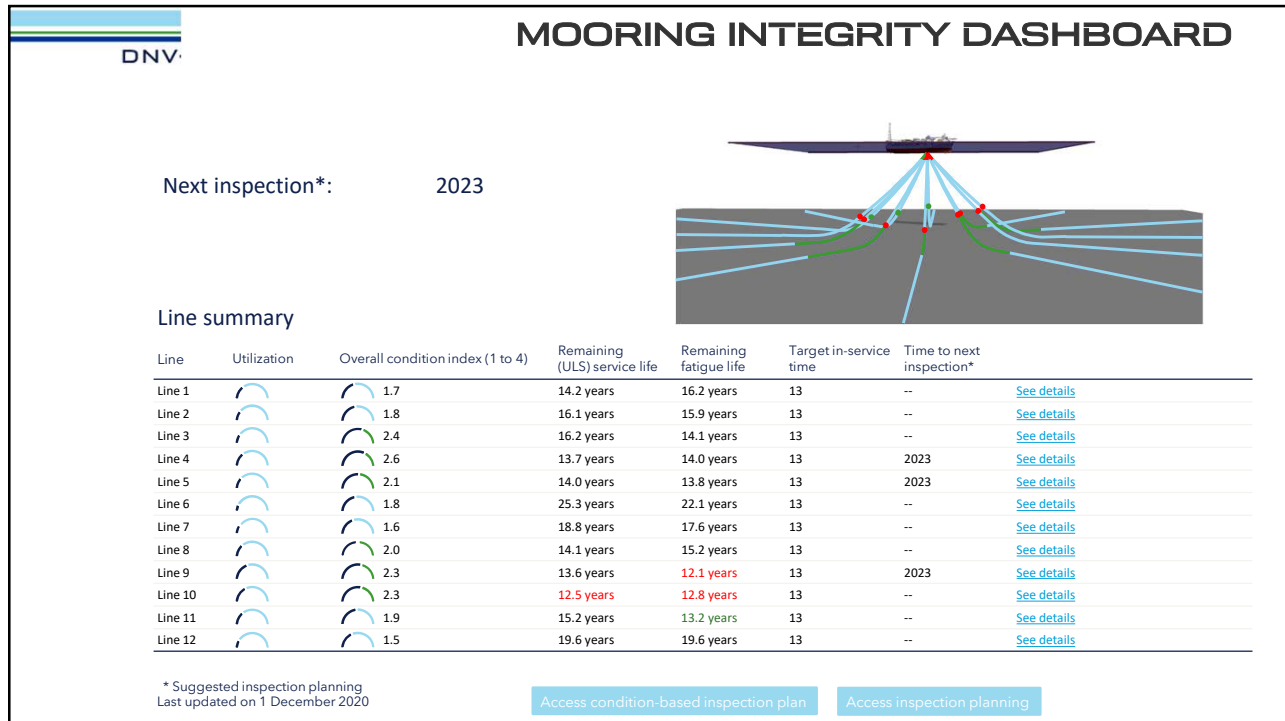 MOORING INTEGRITY DASHBOARD
DNV·
Next inspection*: 2023
Line summary
Line Utilization Overall condition index (1 to 4) Remaining (ULS) service life Remaining fatigue life Target in-service time Time to next inspection*
Line 1 1.7 14.2 years 16.2 years 13 -- See details
Line 2 1.8 16.1 years 15.9 years 13 -- See details
Line 3 2.4 16.2 years 14.1 years 13 -- See details
Line 4 2.6 13.7 years 14.0 years 13 2023 See details
Line 5 2.1 14.0 years 13.8 years 13 2023 See details
Line 6 1.8 25.3 years 22.1 years 13 -- See details
Line 7 1.6 18.8 years 17.6 years 13 -- See details
Line 8 2.0 14.1 years 15.2 years 13 -- See details
Line 9 2.3 13.6 years 12.1 years 13 2023 See details
Line 10 2.3 12.5 years 12.8 years 13 -- See details
Line 11 1.9 15.2 years 13.2 years 13 -- See details
Line 12 1.5 19.6 years 19.6 years 13 -- See details
* Suggested inspection planning
Last updated on 1 December 2020
Access condition-based inspection plan Access inspection planning